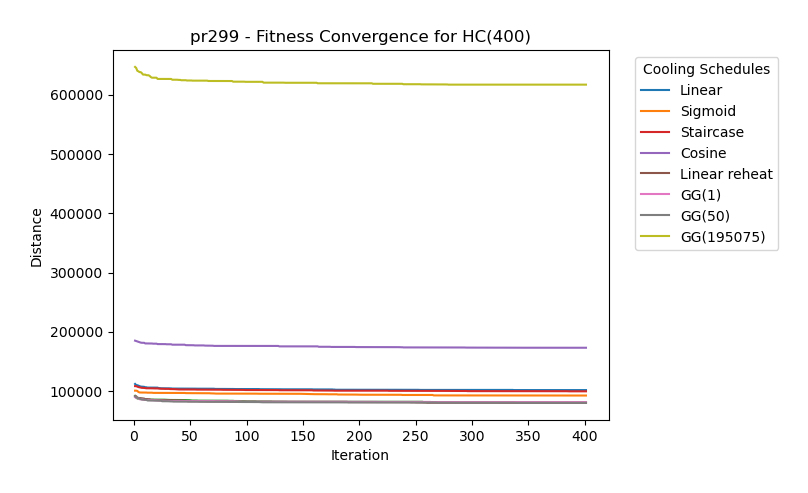 pr299 - Fitness Convergence for HC(400)
Cooling Schedules
Linear
Sigmoid
Staircase
Cosine
Linear reheat
GG(1)
GG(50)
GG(195075)
Distance
600000
500000
400000
300000
200000
100000
0 50 100 150 200 250 300 350 400
Iteration